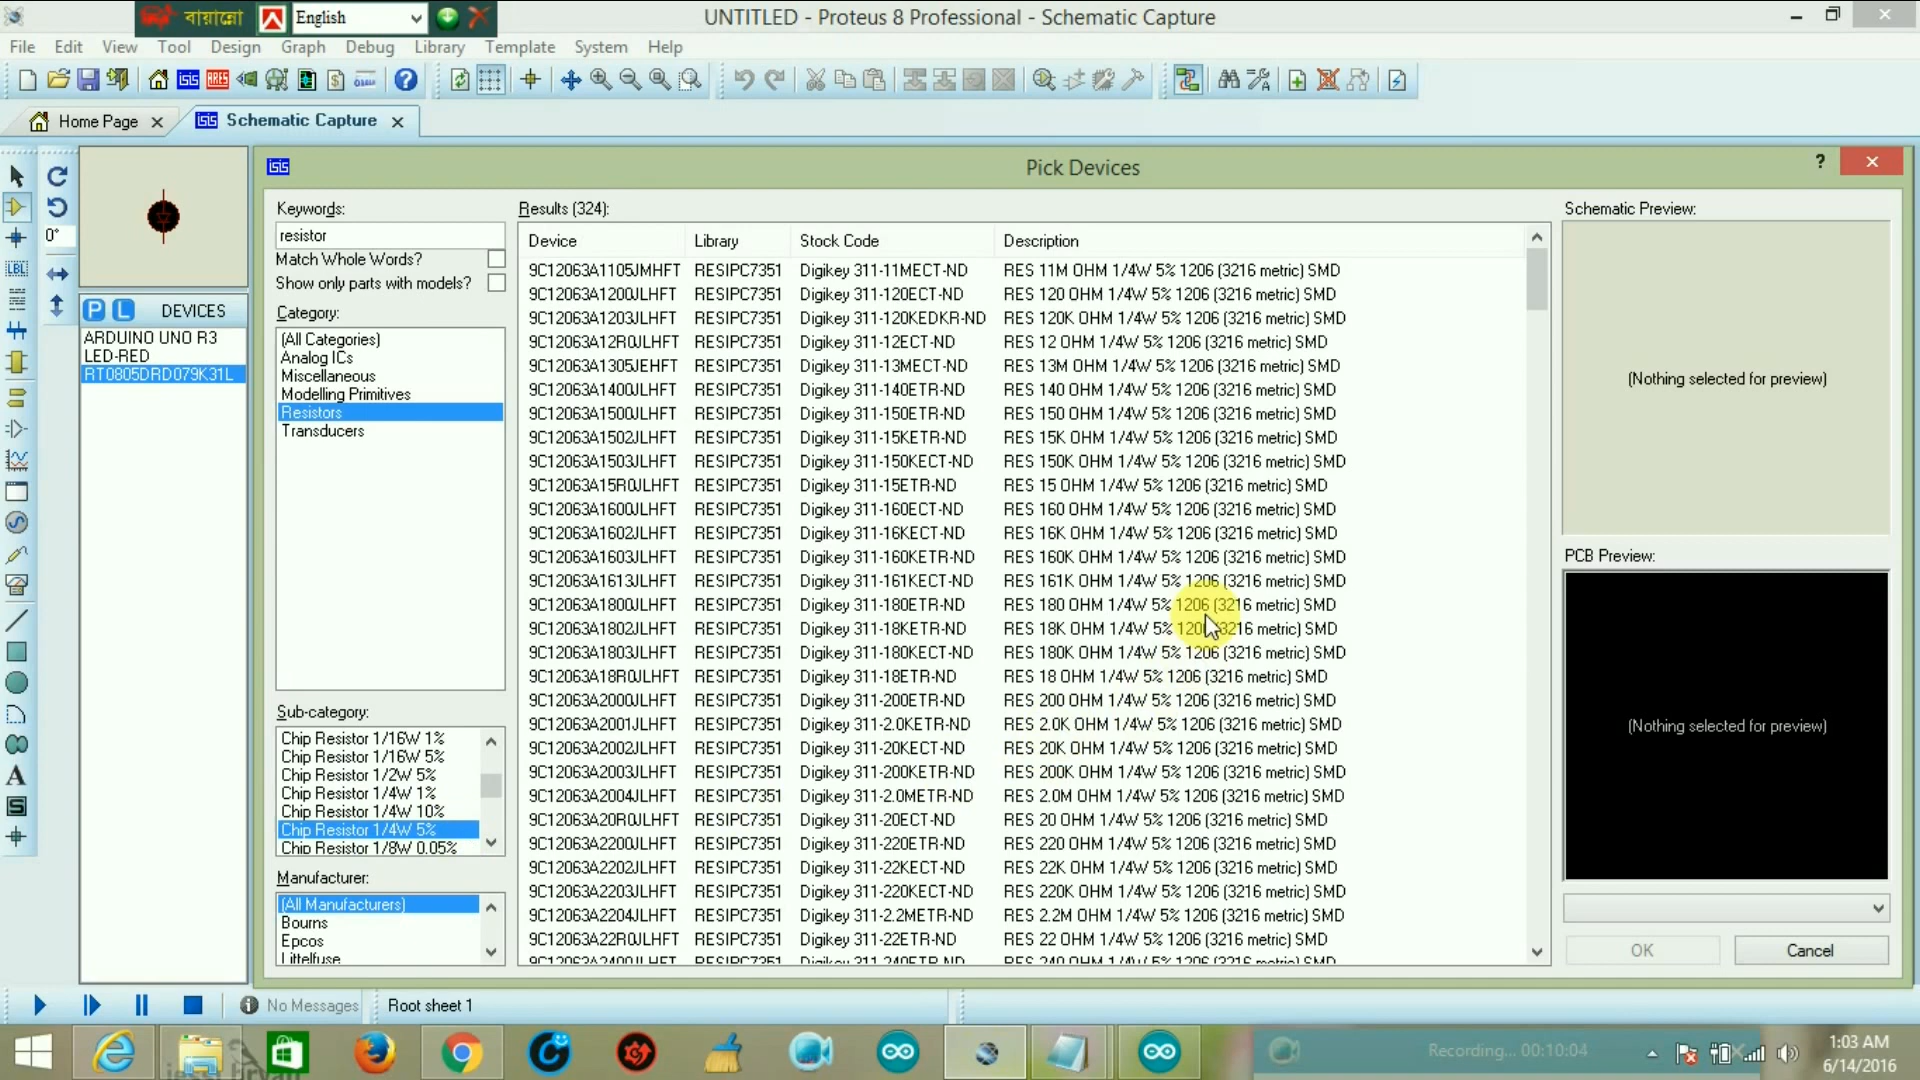 বায়ান্নো English
UNTITLED - Proteus 8 Professional - Schematic Capture
File Edit View Tool Design Graph Debug Library Template System Help
isis ARES
Home Page
isis Schematic Capture
isis Pick Devices ?
0°
LBL
P L DEVICES
ARDUINO UNO R3
LED-RED
RT0805DRD079K31L
A
S
Keywords:
resistor
Match Whole Words?
Show only parts with models?
Category:
(All Categories)
Analog ICs
Miscellaneous
Modelling Primitives
Resistors
Transducers
Sub-category:
Chip Resistor 1/16W 1%
Chip Resistor 1/16W 5%
Chip Resistor 1/2W 5%
Chip Resistor 1/4W 1%
Chip Resistor 1/4W 10%
Chip Resistor 1/4W 5%
Chip Resistor 1/8W 0.05%
Manufacturer:
(All Manufacturers)
Bourns
Epcos
Littelfuse
Results (324):
Device Library Stock Code Description
9C12063A1105JMHFT RESIPC7351 Digikey 311-11MECT-ND RES 11M OHM 1/4W 5% 1206 (3216 metric) SMD
9C12063A1200JLHFT RESIPC7351 Digikey 311-120ECT-ND RES 120 OHM 1/4W 5% 1206 (3216 metric) SMD
9C12063A1203JLHFT RESIPC7351 Digikey 311-120KEDKR-ND RES 120K OHM 1/4W 5% 1206 (3216 metric) SMD
9C12063A12R0JLHFT RESIPC7351 Digikey 311-12ECT-ND RES 12 OHM 1/4W 5% 1206 (3216 metric) SMD
9C12063A1305JEHFT RESIPC7351 Digikey 311-13MECT-ND RES 13M OHM 1/4W 5% 1206 (3216 metric) SMD
9C12063A1400JLHFT RESIPC7351 Digikey 311-140ETR-ND RES 140 OHM 1/4W 5% 1206 (3216 metric) SMD
9C12063A1500JLHFT RESIPC7351 Digikey 311-150ETR-ND RES 150 OHM 1/4W 5% 1206 (3216 metric) SMD
9C12063A1502JLHFT RESIPC7351 Digikey 311-15KETR-ND RES 15K OHM 1/4W 5% 1206 (3216 metric) SMD
9C12063A1503JLHFT RESIPC7351 Digikey 311-150KECT-ND RES 150K OHM 1/4W 5% 1206 (3216 metric) SMD
9C12063A15R0JLHFT RESIPC7351 Digikey 311-15ETR-ND RES 15 OHM 1/4W 5% 1206 (3216 metric) SMD
9C12063A1600JLHFT RESIPC7351 Digikey 311-160ECT-ND RES 160 OHM 1/4W 5% 1206 (3216 metric) SMD
9C12063A1602JLHFT RESIPC7351 Digikey 311-16KECT-ND RES 16K OHM 1/4W 5% 1206 (3216 metric) SMD
9C12063A1603JLHFT RESIPC7351 Digikey 311-160KETR-ND RES 160K OHM 1/4W 5% 1206 (3216 metric) SMD
9C12063A1613JLHFT RESIPC7351 Digikey 311-161KECT-ND RES 161K OHM 1/4W 5% 1206 (3216 metric) SMD
9C12063A1800JLHFT RESIPC7351 Digikey 311-180ETR-ND RES 180 OHM 1/4W 5% 1206 (3216 metric) SMD
9C12063A1802JLHFT RESIPC7351 Digikey 311-18KETR-ND RES 18K OHM 1/4W 5% 1206 (3216 metric) SMD
9C12063A1803JLHFT RESIPC7351 Digikey 311-180KECT-ND RES 180K OHM 1/4W 5% 1206 (3216 metric) SMD
9C12063A18R0JLHFT RESIPC7351 Digikey 311-18ETR-ND RES 18 OHM 1/4W 5% 1206 (3216 metric) SMD
9C12063A2000JLHFT RESIPC7351 Digikey 311-200ETR-ND RES 200 OHM 1/4W 5% 1206 (3216 metric) SMD
9C12063A2001JLHFT RESIPC7351 Digikey 311-2.0KETR-ND RES 2.0K OHM 1/4W 5% 1206 (3216 metric) SMD
9C12063A2002JLHFT RESIPC7351 Digikey 311-20KECT-ND RES 20K OHM 1/4W 5% 1206 (3216 metric) SMD
9C12063A2003JLHFT RESIPC7351 Digikey 311-200KETR-ND RES 200K OHM 1/4W 5% 1206 (3216 metric) SMD
9C12063A2004JLHFT RESIPC7351 Digikey 311-2.0METR-ND RES 2.0M OHM 1/4W 5% 1206 (3216 metric) SMD
9C12063A20R0JLHFT RESIPC7351 Digikey 311-20ECT-ND RES 20 OHM 1/4W 5% 1206 (3216 metric) SMD
9C12063A2200JLHFT RESIPC7351 Digikey 311-220ETR-ND RES 220 OHM 1/4W 5% 1206 (3216 metric) SMD
9C12063A2202JLHFT RESIPC7351 Digikey 311-22KECT-ND RES 22K OHM 1/4W 5% 1206 (3216 metric) SMD
9C12063A2203JLHFT RESIPC7351 Digikey 311-220KECT-ND RES 220K OHM 1/4W 5% 1206 (3216 metric) SMD
9C12063A2204JLHFT RESIPC7351 Digikey 311-2.2METR-ND RES 2.2M OHM 1/4W 5% 1206 (3216 metric) SMD
9C12063A22R0JLHFT RESIPC7351 Digikey 311-22ETR-ND RES 22 OHM 1/4W 5% 1206 (3216 metric) SMD
9C12063A2400JLHFT RESIPC7351 Digikey 311-240ETR-ND RES 240 OHM 1/4W 5% 1206 (3216 metric) SMD
Schematic Preview:
(Nothing selected for preview)
PCB Preview:
(Nothing selected for preview)
OK Cancel
No Messages Root sheet 1
Recording... 00:10:04
1:03 AM
6/14/2016